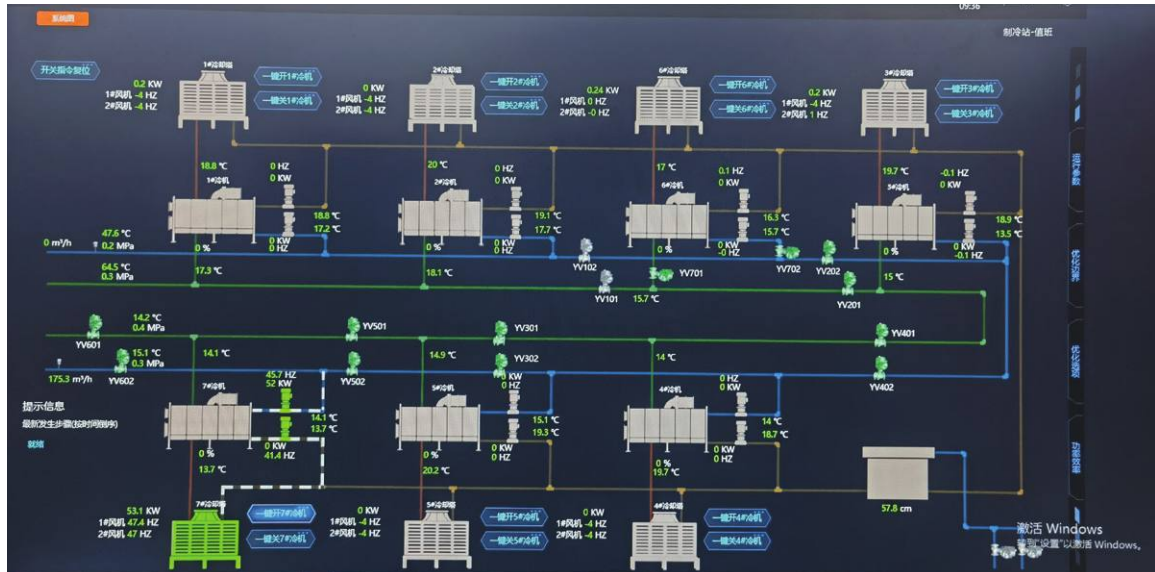 09:36
系统图
制冷站-值班
开关指令复位
1#冷却塔
0.2 KW
1#风机 -4 HZ
2#风机 -4 HZ
一键开1#冷机
一键关1#冷机
2#冷却塔
0 KW
1#风机 -4 HZ
2#风机 -4 HZ
一键开2#冷机
一键关2#冷机
6#冷却塔
0.24 KW
1#风机 0 HZ
2#风机 -0 HZ
一键开6#冷机
一键关6#冷机
3#冷却塔
0.2 KW
1#风机 -4 HZ
2#风机 1 HZ
一键开3#冷机
一键关3#冷机
运行参数
18.8 ℃
0 HZ
0 KW
1#冷机
18.8 ℃
17.2 ℃
0 KW
0 HZ
0 %
17.3 ℃
20 ℃
0 HZ
0 KW
2#冷机
19.1 ℃
17.7 ℃
0 KW
0 HZ
0 %
18.1 ℃
17 ℃
0.1 HZ
0 KW
6#冷机
16.3 ℃
15.7 ℃
0 KW
-0 HZ
0 %
15.7 ℃
19.7 ℃
-0.1 HZ
0 KW
3#冷机
18.9 ℃
13.5 ℃
0 KW
-0.1 HZ
0 %
15 ℃
0 m³/h
47.6 ℃
0.2 MPa
64.5 ℃
0.3 MPa
YV102
YV701
YV702
YV202
YV101
YV201
14.2 ℃
0.4 MPa
YV601
YV501
YV301
YV401
15.1 ℃
0.3 MPa
175.3 m³/h
YV602
YV502
YV302
YV402
提示信息
最新发生步骤(按时间倒序)
就绪
14.1 ℃
7#冷机
45.7 HZ
52 KW
14.1 ℃
13.7 ℃
0 KW
41.4 HZ
0 %
13.7 ℃
14.9 ℃
5#冷机
0 KW
0 HZ
15.1 ℃
19.3 ℃
0 KW
0 HZ
0 %
20.2 ℃
14 ℃
4#冷机
0 HZ
0 KW
14 ℃
18.7 ℃
0 KW
0 HZ
0 %
19.7 ℃
功能效率
7#冷却塔
53.1 KW
1#风机 47.4 HZ
2#风机 47 HZ
一键开7#冷机
一键关7#冷机
5#冷却塔
0 KW
1#风机 -4 HZ
2#风机 -4 HZ
一键开5#冷机
一键关5#冷机
4#冷却塔
0 KW
1#风机 -4 HZ
2#风机 -4 HZ
一键开4#冷机
一键关4#冷机
57.8 cm
激活 Windows
转到"设置"以激活 Windows。